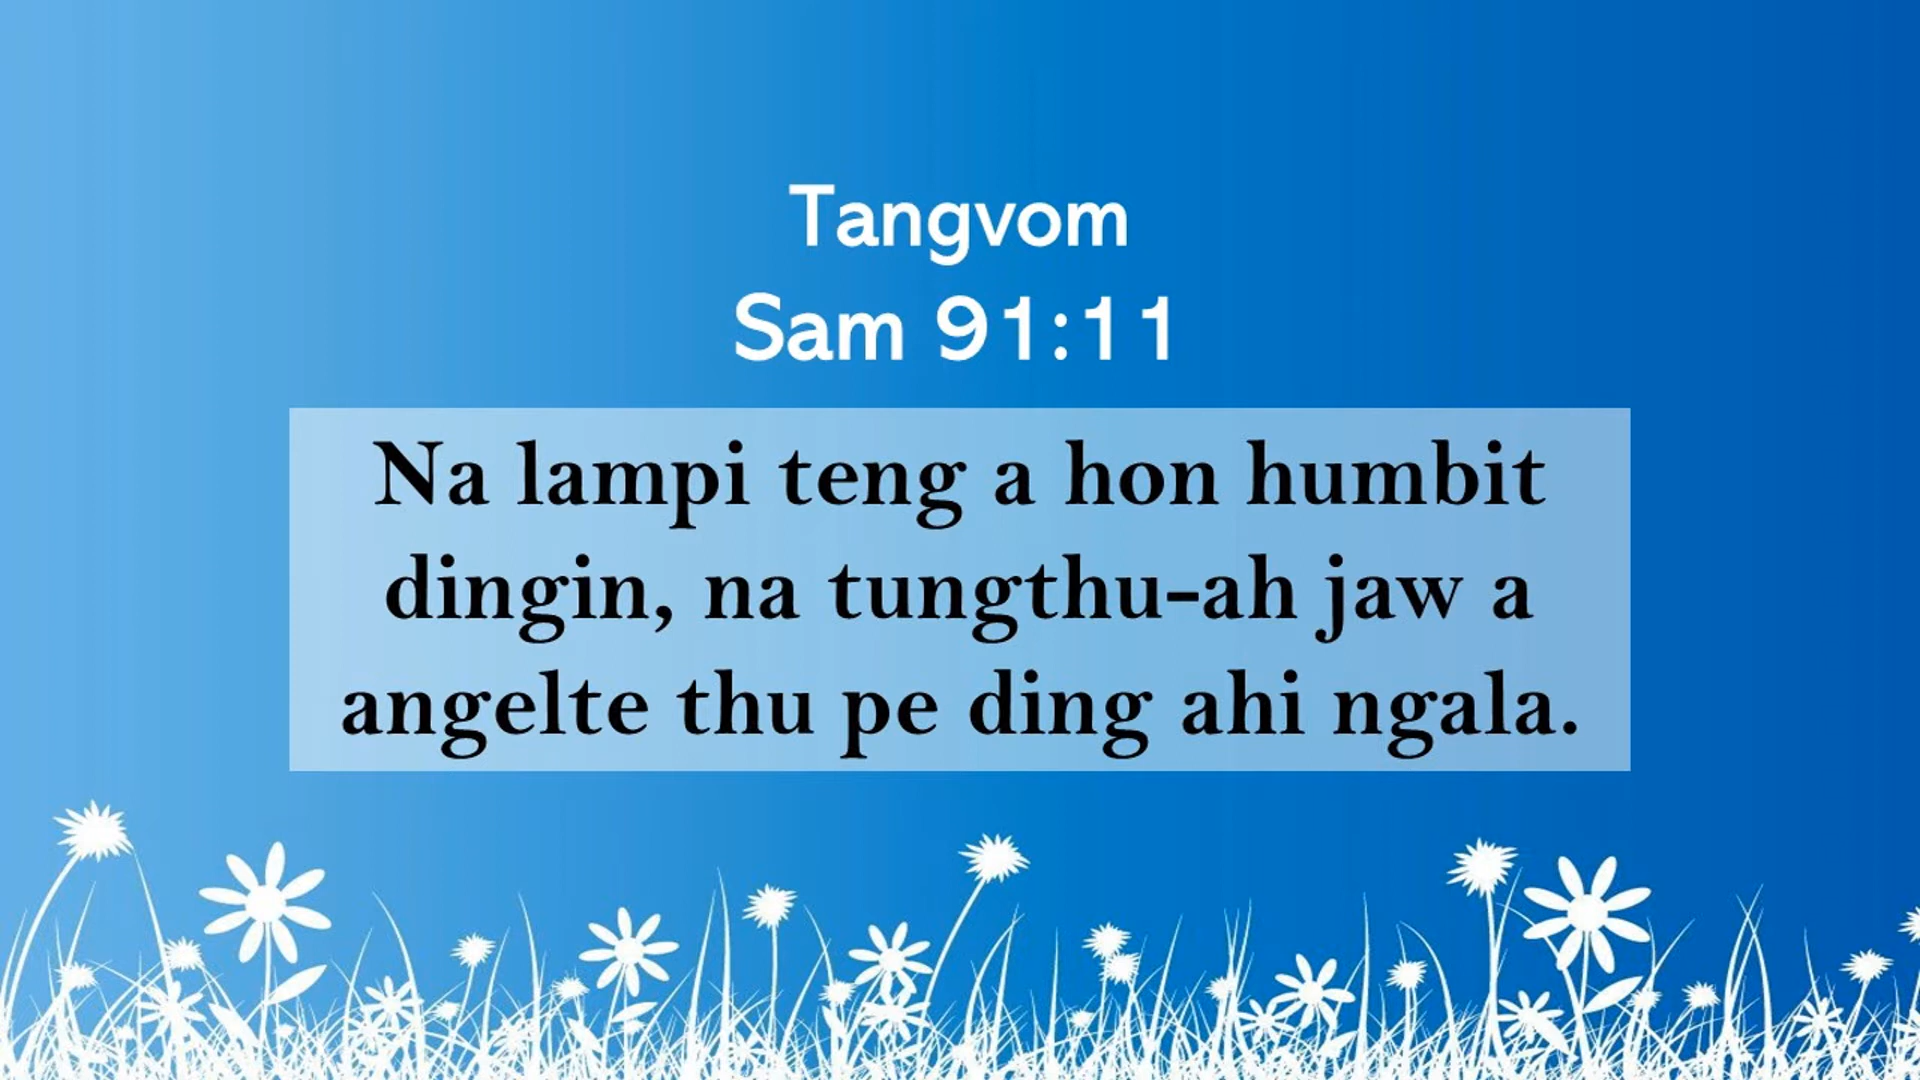 Tangvom
Sam 91:11
Na lampi teng a hon humbit
dingin, na tungthu-ah jaw a
angelte thu pe ding ahi ngala.